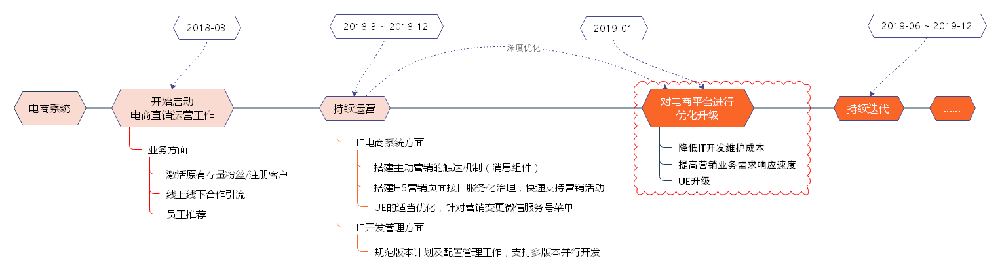 2018-03
2018-3 ~ 2018-12
2019-01
2019-06 ~ 2019-12
深度优化
电商系统
开始启动
电商直销运营工作
持续运营
对电商平台进行
优化升级
持续迭代
......
业务方面
激活原有存量粉丝/注册客户
线上线下合作引流
员工推荐
IT电商系统方面
搭建主动营销的触达机制（消息组件）
搭建H5营销页面接口服务化治理，快速支持营销活动
UE的适当优化，针对营销变更微信服务号菜单
IT开发管理方面
规范版本计划及配置管理工作，支持多版本并行开发
降低IT开发维护成本
提高营销业务需求响应速度
UE升级